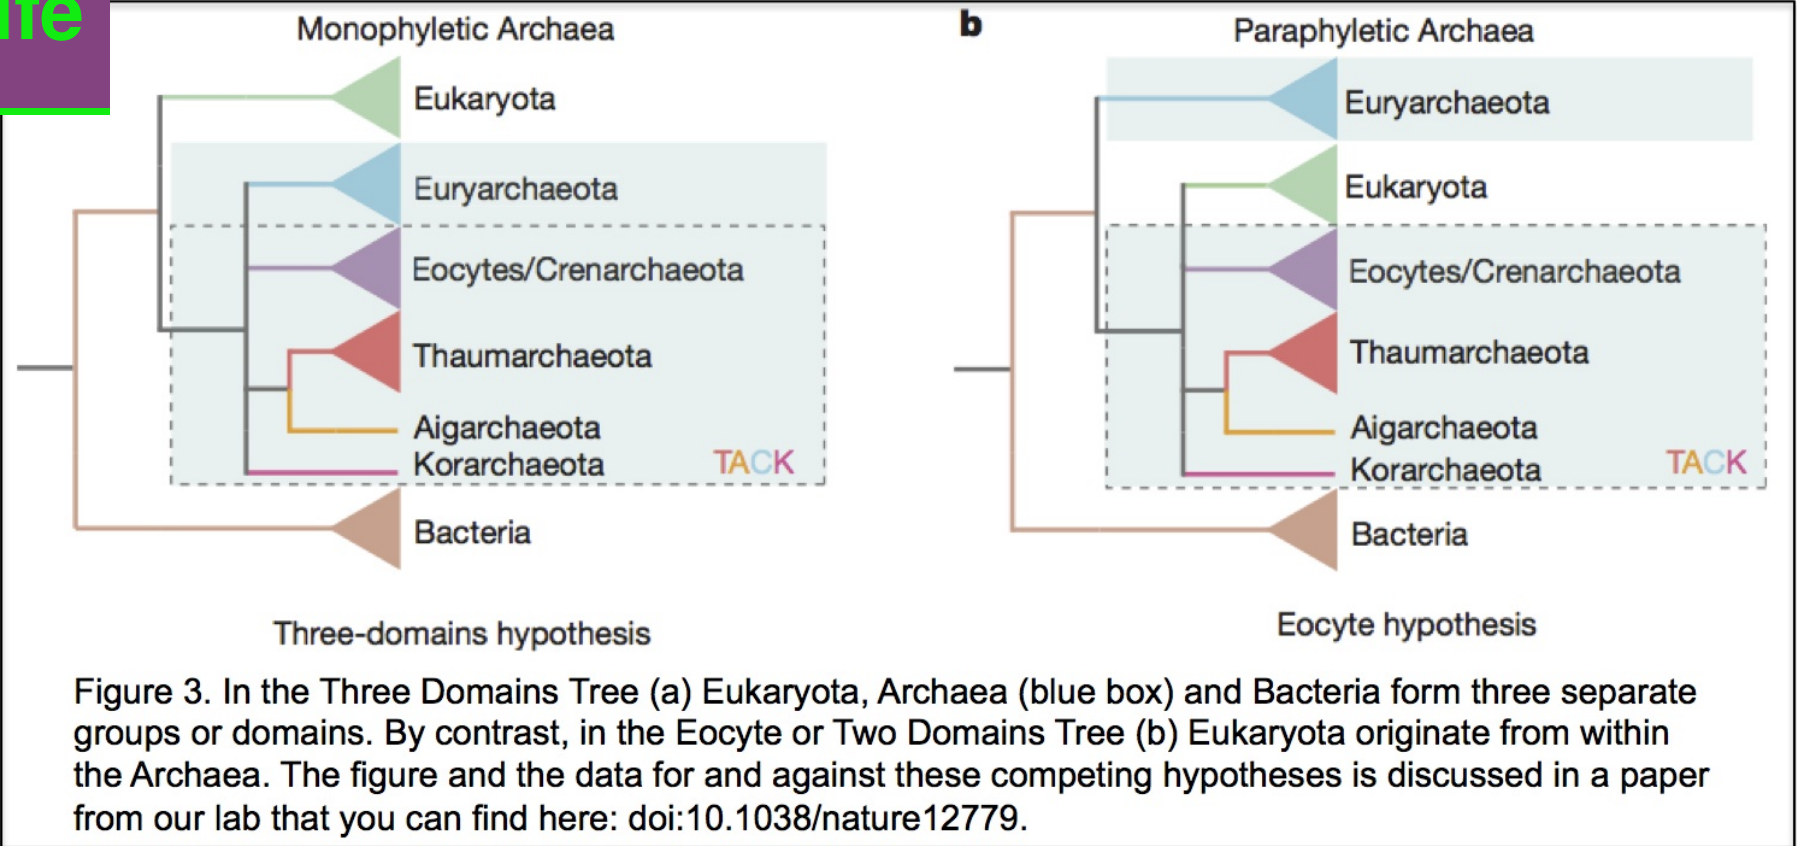 ife
Monophyletic Archaea
Eukaryota
Euryarchaeota
Eocytes/Crenarchaeota
Thaumarchaeota
Aigarchaeota
Korarchaeota
TACK
Bacteria
Three-domains hypothesis
b
Paraphyletic Archaea
Euryarchaeota
Eukaryota
Eocytes/Crenarchaeota
Thaumarchaeota
Aigarchaeota
Korarchaeota
TACK
Bacteria
Eocyte hypothesis
Figure 3. In the Three Domains Tree (a) Eukaryota, Archaea (blue box) and Bacteria form three separate
groups or domains. By contrast, in the Eocyte or Two Domains Tree (b) Eukaryota originate from within
the Archaea. The figure and the data for and against these competing hypotheses is discussed in a paper
from our lab that you can find here: doi:10.1038/nature12779.